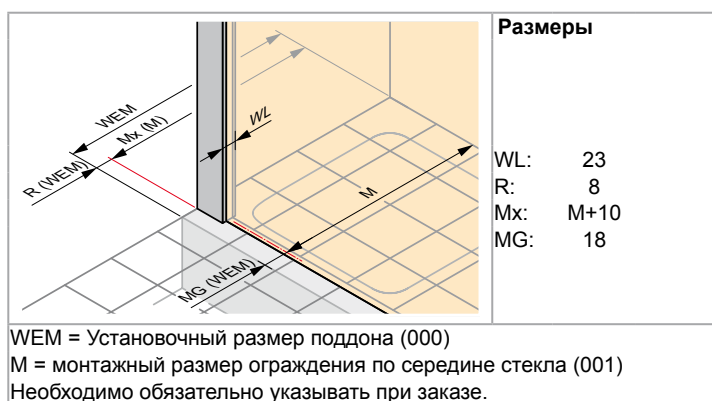 Размеры
WEM
Mx (M)
R (WEM)
WL
M
MG (WEM)
WL: 23
R: 8
Mx: M+10
MG: 18
WEM = Установочный размер поддона (000)
M = монтажный размер ограждения по середине стекла (001)
Необходимо обязательно указывать при заказе.